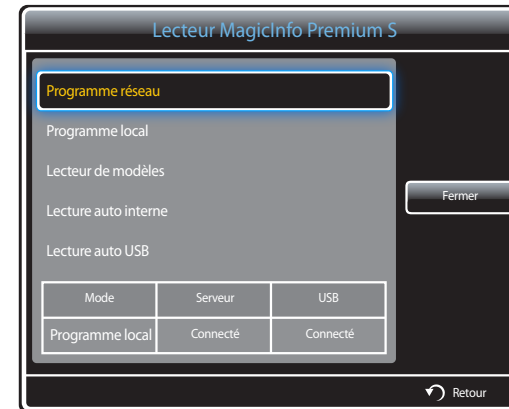 Lecteur MagicInfo Premium S
Programme réseau
Programme local
Lecteur de modèles
Lecture auto interne
Lecture auto USB
Fermer
Mode Serveur USB
Programme local Connecté Connecté
Retour